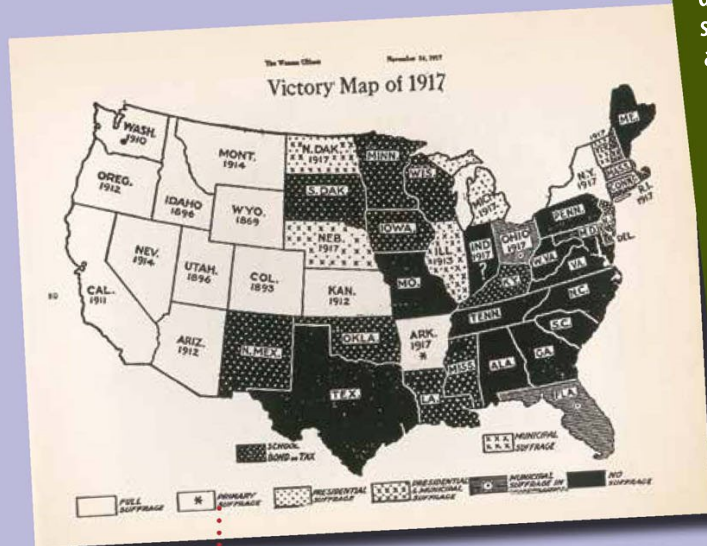 The Woman Citizen
November 24, 1917
Victory Map of 1917
WASH.
1910
OREG.
1912
CAL.
1911
NEV.
1914
IDAHO
1896
MONT.
1914
WYO.
1869
UTAH.
1896
COL.
1893
ARIZ.
1912
N.MEX.
N.DAK.
1917
S.DAK.
NEB.
1917
KAN.
1912
OKLA.
TEX.
MINN.
IOWA.
MO.
ARK.
1917
*
LA.
WIS.
MICH.
1917
ILL
1913
IND
1917
?
OHIO
1917
KY.
TENN.
MISS.
ALA.
GA.
FLA.
S.C.
N.C.
VA.
W.VA.
MD.
DEL.
PENN.
N.Y.
1917
1917
MASS.
CONN.
R.I.
1917
ME.
SCHOOL
BOND OR TAX
MUNICIPAL
SUFFRAGE
FULL
SUFFRAGE
*
PRIMARY
SUFFRAGE
PRESIDENTIAL
SUFFRAGE
PRESIDENTIAL
& MUNICIPAL
SUFFRAGE
MUNICIPAL
SUFFRAGE IN
NO
SUFFRAGE